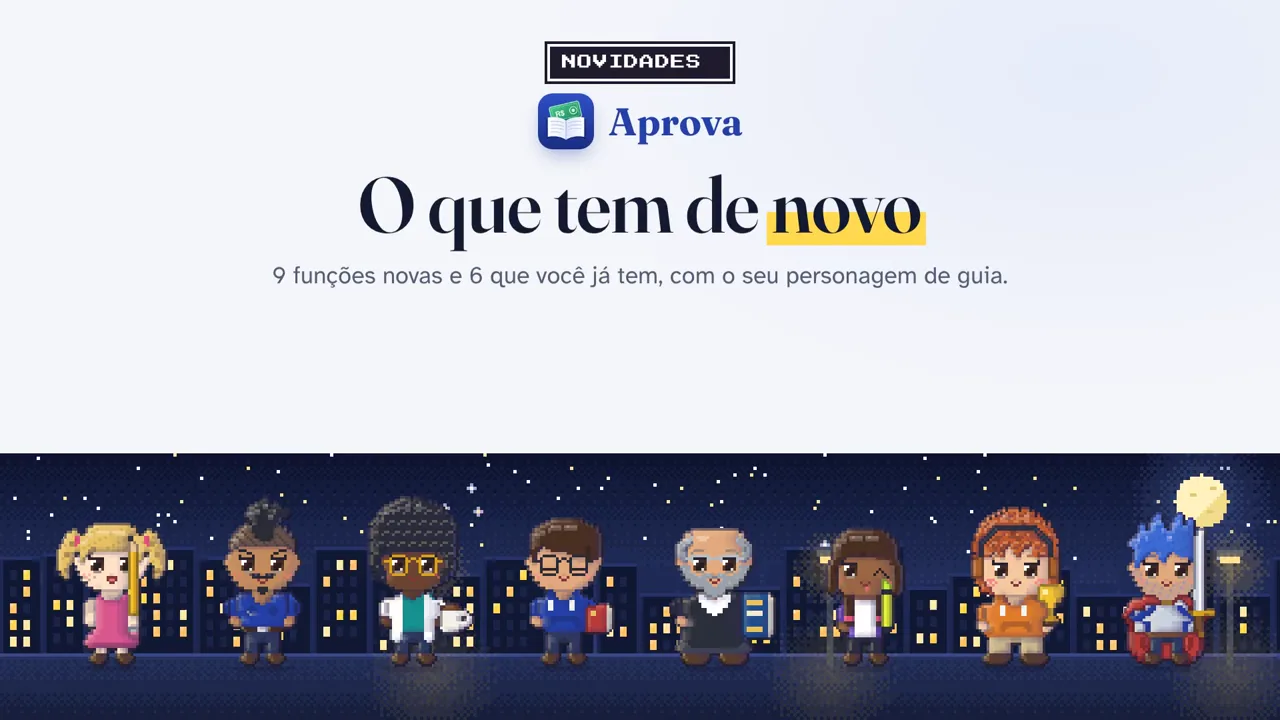 NOVIDADES
R$
Aprova
O que tem de novo
9 funções novas e 6 que você já tem, com o seu personagem de guia.